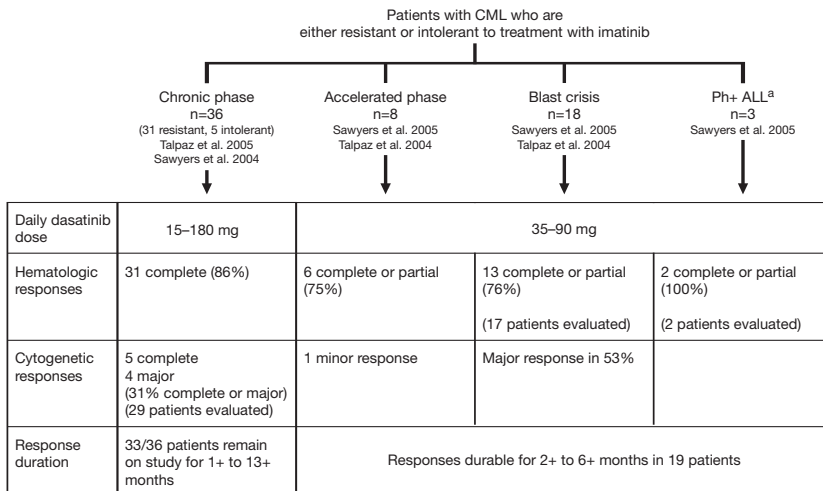 Patients with CML who are
either resistant or intolerant to treatment with imatinib
Chronic phase
n=36
(31 resistant, 5 intolerant)
Talpaz et al. 2005
Sawyers et al. 2004
Accelerated phase
n=8
Sawyers et al. 2005
Talpaz et al. 2004
Blast crisis
n=18
Sawyers et al. 2005
Talpaz et al. 2004
Ph+ ALLa
n=3
Sawyers et al. 2005
Daily dasatinib
dose
15–180 mg
35–90 mg
Hematologic
responses
31 complete (86%)
6 complete or partial
(75%)
13 complete or partial
(76%)
(17 patients evaluated)
2 complete or partial
(100%)
(2 patients evaluated)
Cytogenetic
responses
5 complete
4 major
(31% complete or major)
(29 patients evaluated)
1 minor response
Major response in 53%
Response
duration
33/36 patients remain
on study for 1+ to 13+
months
Responses durable for 2+ to 6+ months in 19 patients